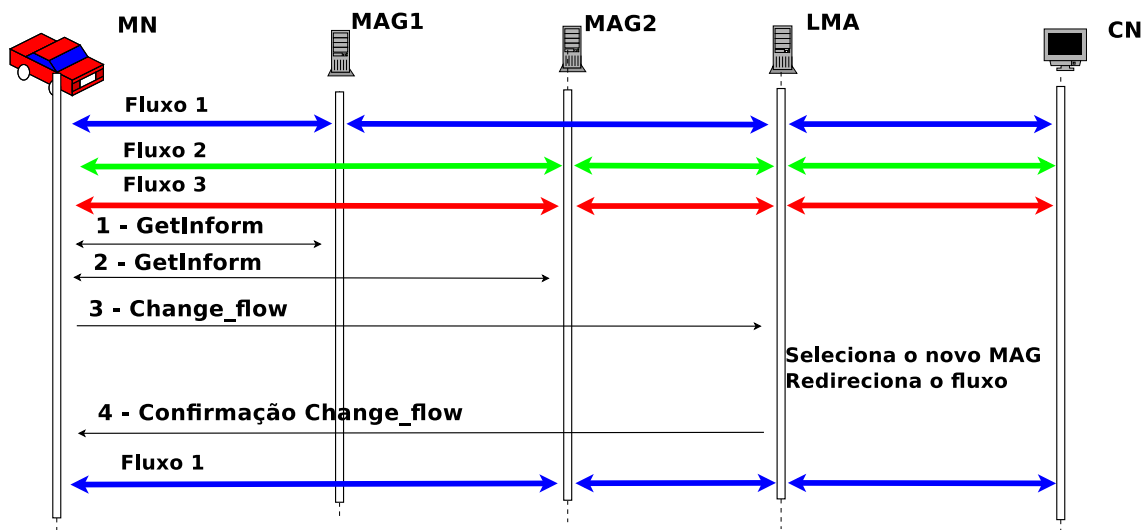 MN
MAG1
MAG2
LMA
CN
Fluxo 1
Fluxo 2
Fluxo 3
1 - GetInform
2 - GetInform
3 - Change_flow
Seleciona o novo MAG
Redireciona o fluxo
4 - Confirmação Change_flow
Fluxo 1